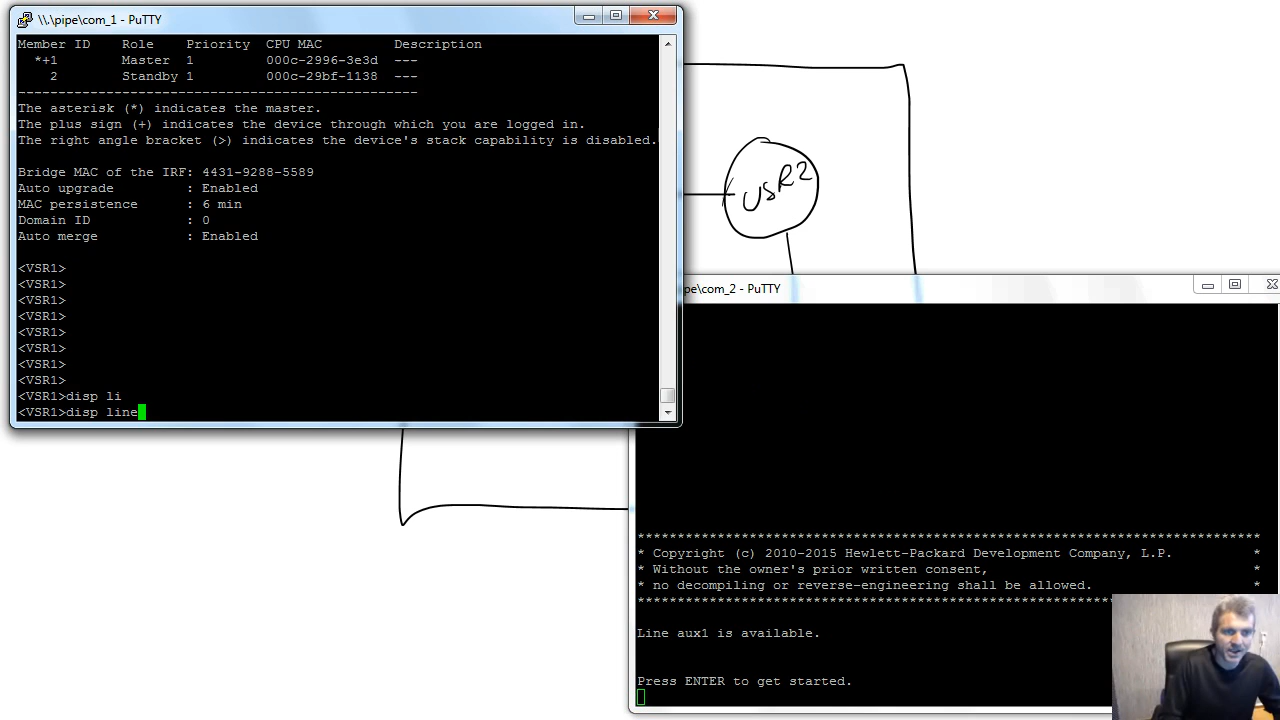 \\.\pipe\com_1 - PuTTY
Member ID    Role    Priority  CPU MAC         Description
  *+1        Master  1         000c-2996-3e3d  ---
    2        Standby 1         000c-29bf-1138  ---
--------------------------------------------------
The asterisk (*) indicates the master.
The plus sign (+) indicates the device through which you are logged in.
The right angle bracket (>) indicates the device's stack capability is disabled.
Bridge MAC of the IRF: 4431-9288-5589
Auto upgrade         : Enabled
MAC persistence      : 6 min
Domain ID            : 0
Auto merge           : Enabled
<VSR1>
<VSR1>
<VSR1>
<VSR1>
<VSR1>
<VSR1>
<VSR1>
<VSR1>
<VSR1>disp li
<VSR1>disp line
VSR2
pe\com_2 - PuTTY
******************************************************************************
* Copyright (c) 2010-2015 Hewlett-Packard Development Company, L.P.          *
* Without the owner's prior written consent,                                 *
* no decompiling or reverse-engineering shall be allowed.                    *
***********************************************************
Line aux1 is available.
Press ENTER to get started.